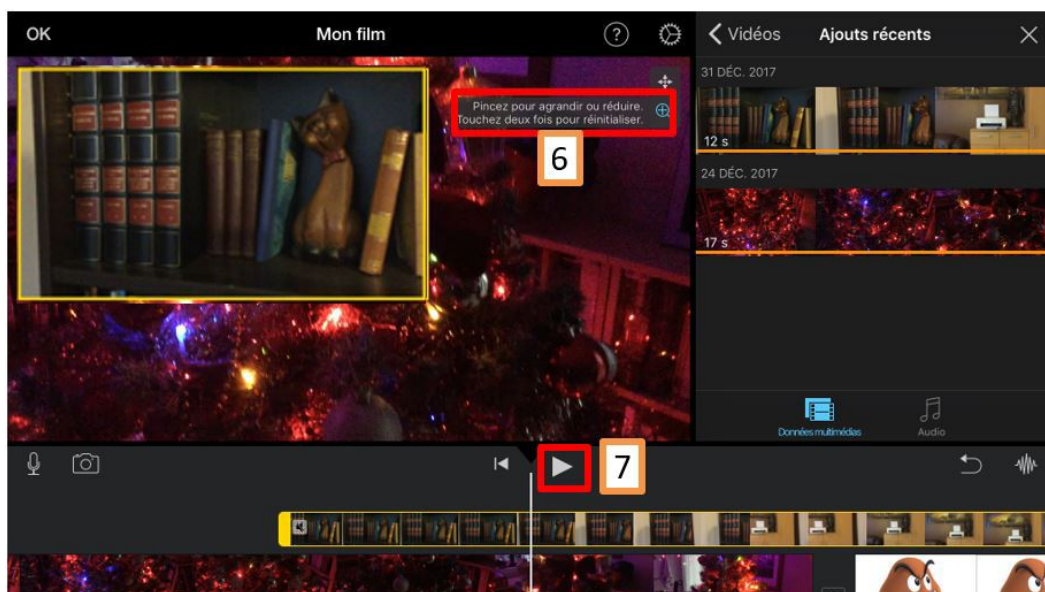 OK
Mon film
?
Vidéos
Ajouts récents
31 DÉC. 2017
Pincez pour agrandir ou réduire.
Touchez deux fois pour réinitialiser.
6
12 s
24 DÉC. 2017
17 s
Données multimédias
Audio
7